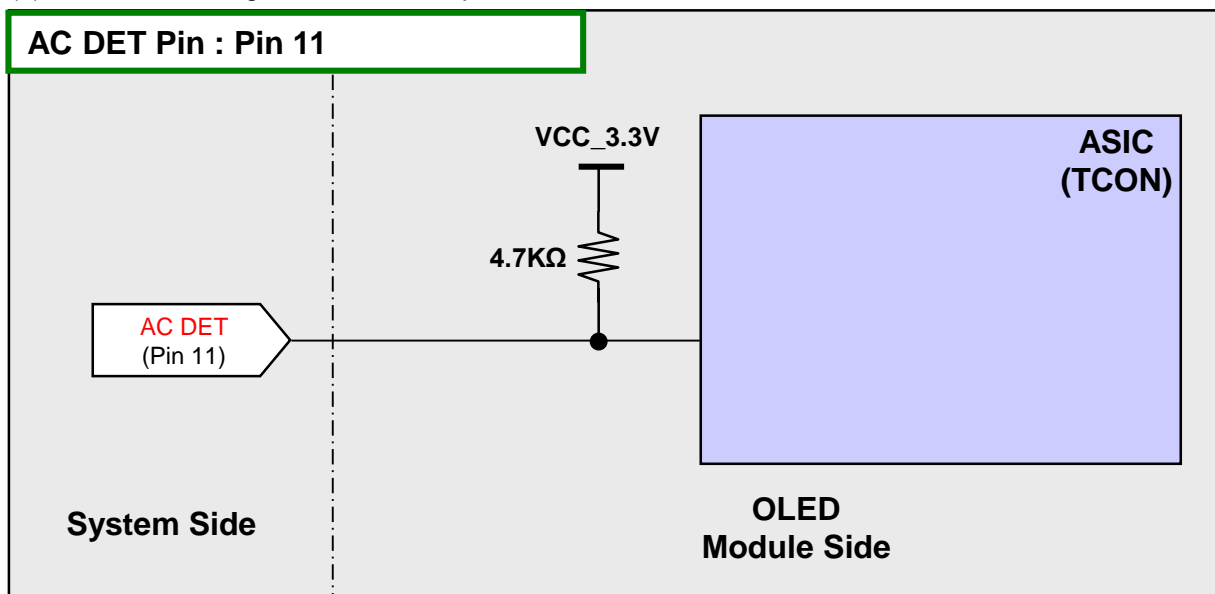 AC DET Pin : Pin 11
VCC_3.3V
ASIC
(TCON)
4.7KΩ
AC DET
(Pin 11)
System Side
OLED
Module Side